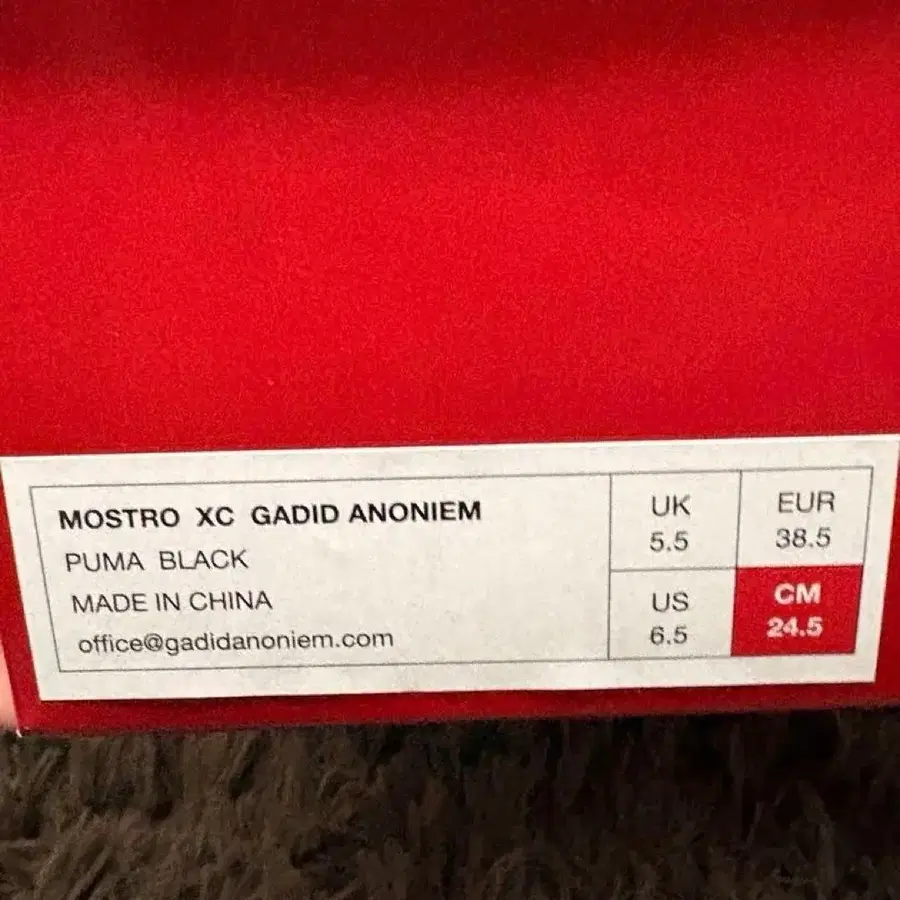 MOSTRO XC GADID ANONIEM
PUMA BLACK
MADE IN CHINA
office@gadidanoniem.com
UK
5.5
EUR
38.5
US
6.5
CM
24.5